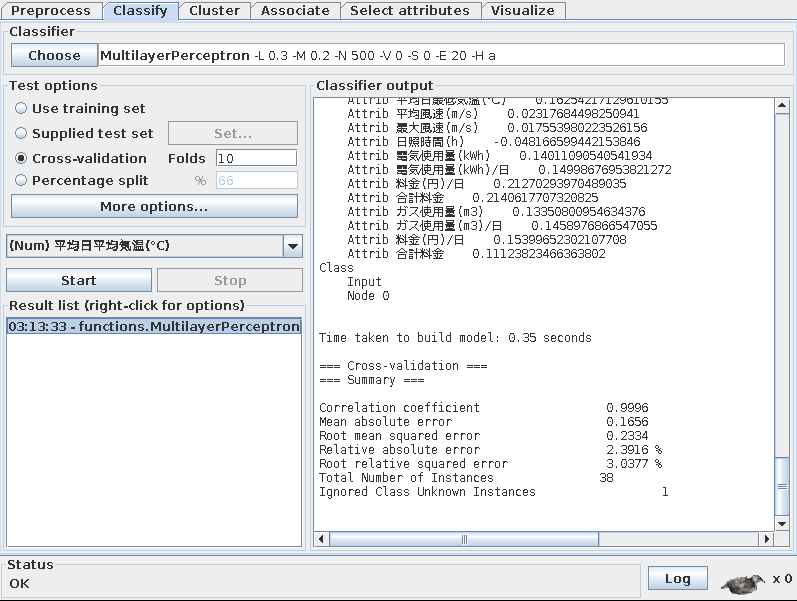 Preprocess Classify Cluster Associate Select attributes Visualize
Classifier
Choose MultilayerPerceptron -L 0.3 -M 0.2 -N 500 -V 0 -S 0 -E 20 -H a
Test options
Use training set
Supplied test set Set...
Cross-validation Folds 10
Percentage split % 66
More options...
(Num) 平均日平均気温(℃)
Start Stop
Result list (right-click for options)
03:13:33 - functions.MultilayerPerceptron
Classifier output
Attrib 平均日最低気温(℃) 0.16254217129610155
Attrib 平均風速(m/s) 0.02317684498250941
Attrib 最大風速(m/s) 0.017553980223526156
Attrib 日照時間(h) -0.048166599442153846
Attrib 電気使用量(kWh) 0.14011090540541934
Attrib 電気使用量(kWh)/日 0.14998676953821272
Attrib 料金(円)/日 0.21270293970489035
Attrib 合計料金 0.2140617707320825
Attrib ガス使用量(m3) 0.13350800954634376
Attrib ガス使用量(m3)/日 0.1458976866547055
Attrib 料金(円)/日 0.15399652302107708
Attrib 合計料金 0.11123823466363802
Class
Input
Node 0
Time taken to build model: 0.35 seconds
=== Cross-validation ===
=== Summary ===
Correlation coefficient 0.9996
Mean absolute error 0.1656
Root mean squared error 0.2334
Relative absolute error 2.3916 %
Root relative squared error 3.0377 %
Total Number of Instances 38
Ignored Class Unknown Instances 1
Status
OK
Log x 0